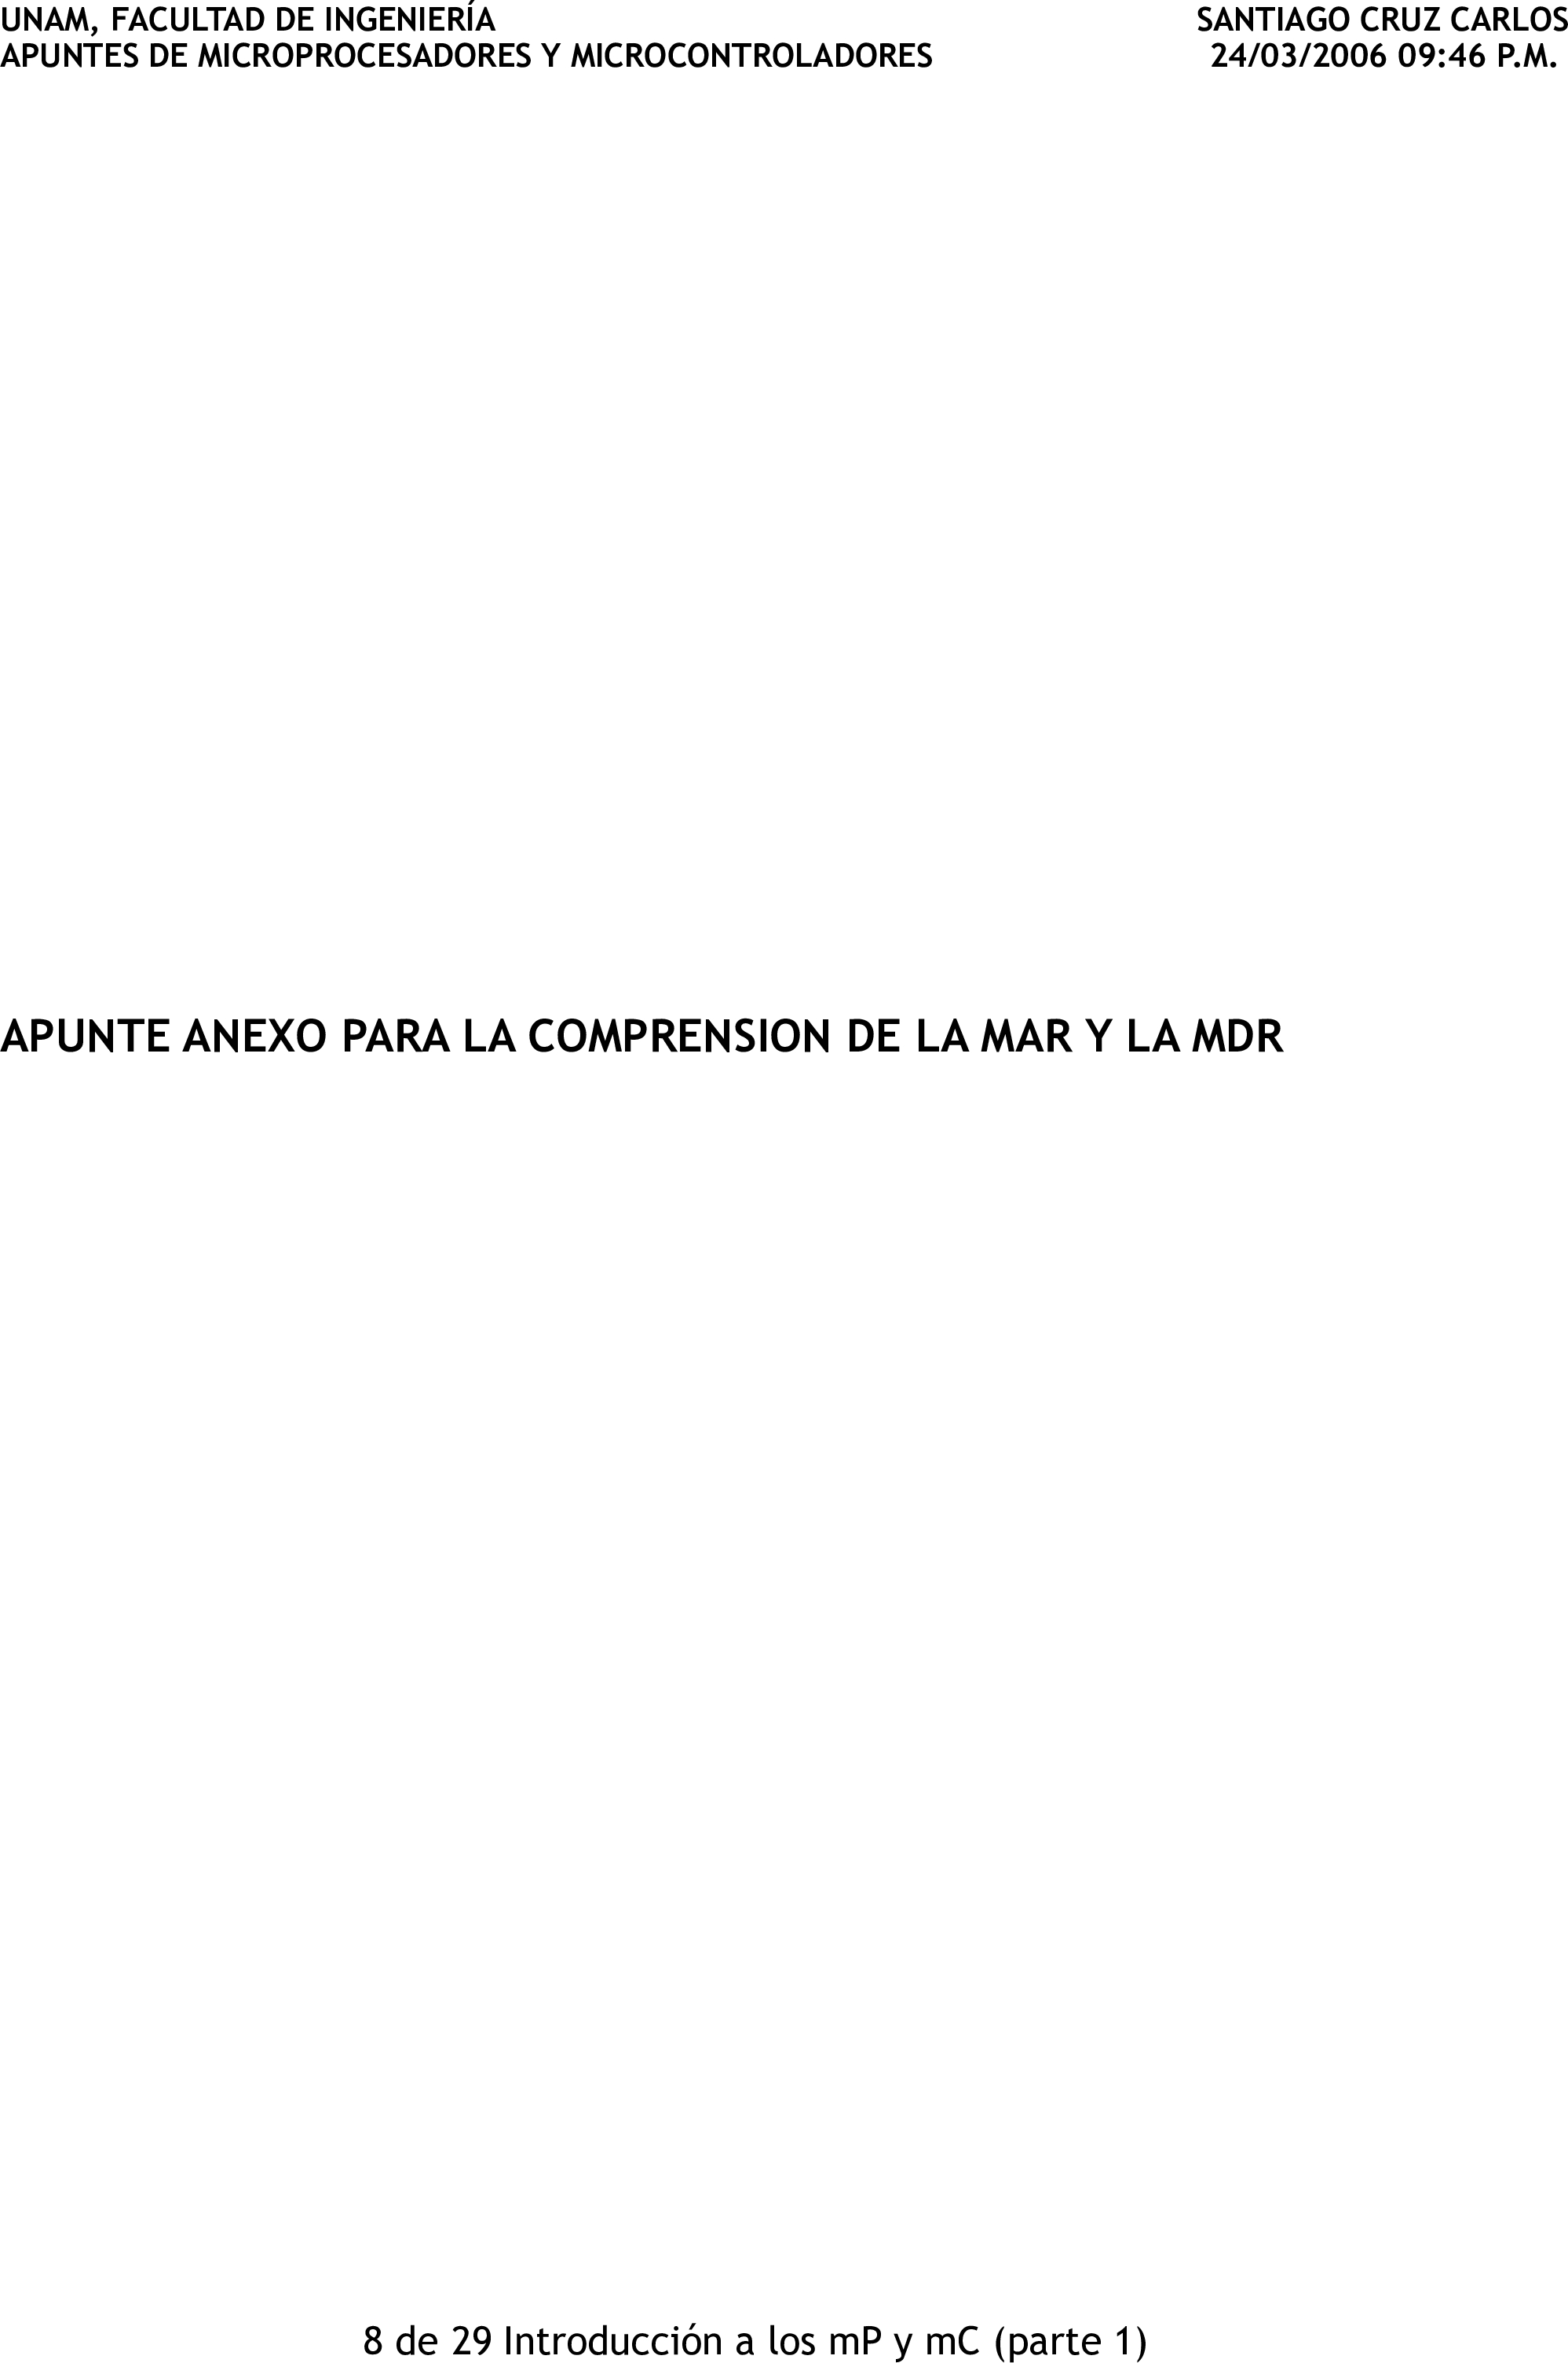 UNAM, FACULTAD DE INGENIERÍA SANTIAGO CRUZ CARLOS
APUNTES DE MICROPROCESADORES Y MICROCONTROLADORES 24/03/2006 09:46 P.M.
APUNTE ANEXO PARA LA COMPRENSION DE LA MAR Y LA MDR
8 de 29 Introducción a los mP y mC (parte 1)